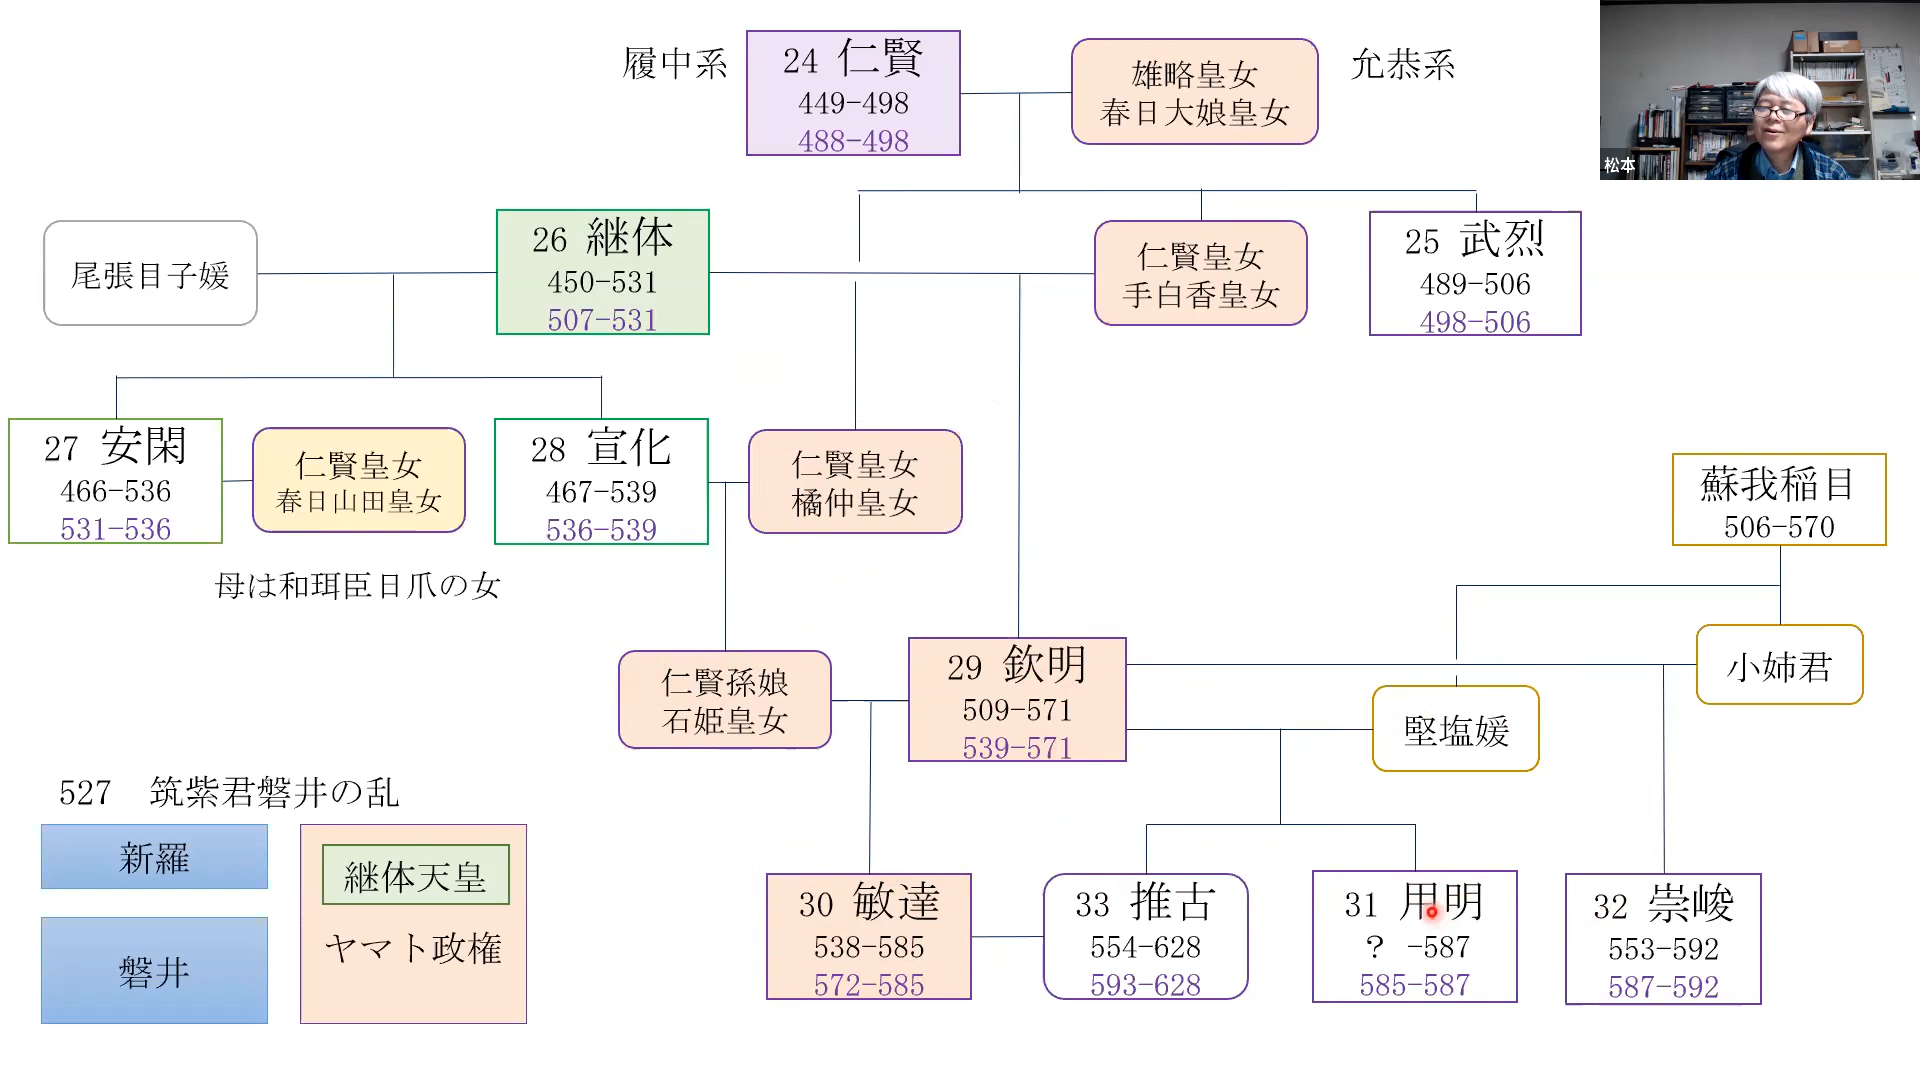 履中系
24 仁賢
449-498
488-498
雄略皇女
春日大娘皇女
允恭系
松本
尾張目子媛
26 継体
450-531
507-531
仁賢皇女
手白香皇女
25 武烈
489-506
498-506
27 安閑
466-536
531-536
仁賢皇女
春日山田皇女
28 宣化
467-539
536-539
仁賢皇女
橘仲皇女
蘇我稲目
506-570
母は和珥臣日爪の女
仁賢孫娘
石姫皇女
29 欽明
509-571
539-571
小姉君
堅塩媛
527 筑紫君磐井の乱
新羅
磐井
継体天皇
ヤマト政権
30 敏達
538-585
572-585
33 推古
554-628
593-628
31 用明
? -587
585-587
32 崇峻
553-592
587-592